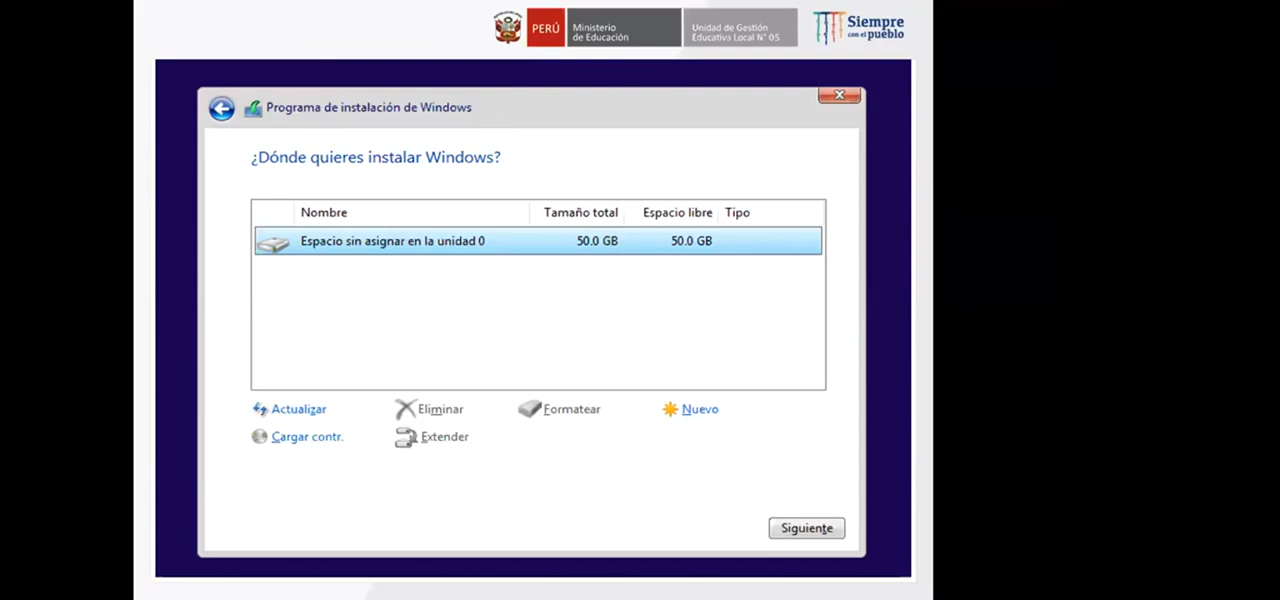 PERÚ
Ministerio
de Educación
Unidad de Gestión
Educativa Local N° 05
Siempre
con el pueblo
Programa de instalación de Windows
¿Dónde quieres instalar Windows?
Nombre Tamaño total Espacio libre Tipo
Espacio sin asignar en la unidad 0 50.0 GB 50.0 GB
Actualizar Eliminar Formatear Nuevo
Cargar contr. Extender
Siguiente